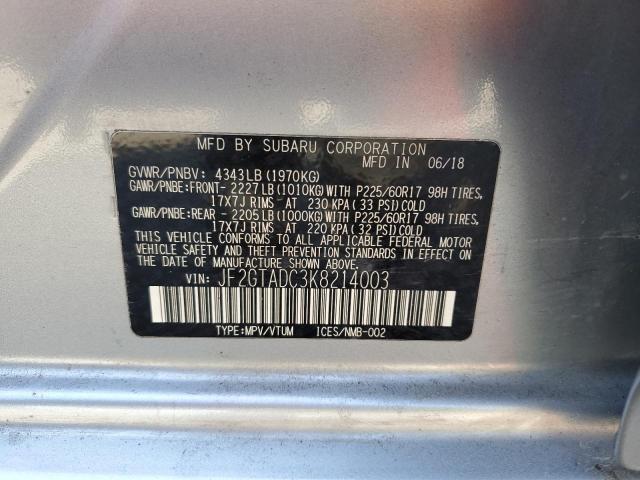 MFD BY SUBARU CORPORATION
MFD IN 06/18
GVWR/PNBV: 4343LB (1970KG)
GAWR/PNBE:FRONT- 2227LB (1010KG) WITH P225/60R17 98H TIRES,
17X7J RIMS AT 230 KPA (33 PSI) COLD
GAWR/PNBE:REAR - 2205LB (1000KG) WITH P225/60R17 98H TIRES,
17X7J RIMS AT 220 KPA (32 PSI) COLD
THIS VEHICLE CONFORMS TO ALL APPLICABLE FEDERAL MOTOR
VEHICLE SAFETY AND THEFT PREVENTION STANDARDS IN EFFECT ON
THE DATE OF MANUFACTURE SHOWN ABOVE.
VIN: JF2GTADC3K8214003
TYPE:MPV/VTUM ICES/NMB-002